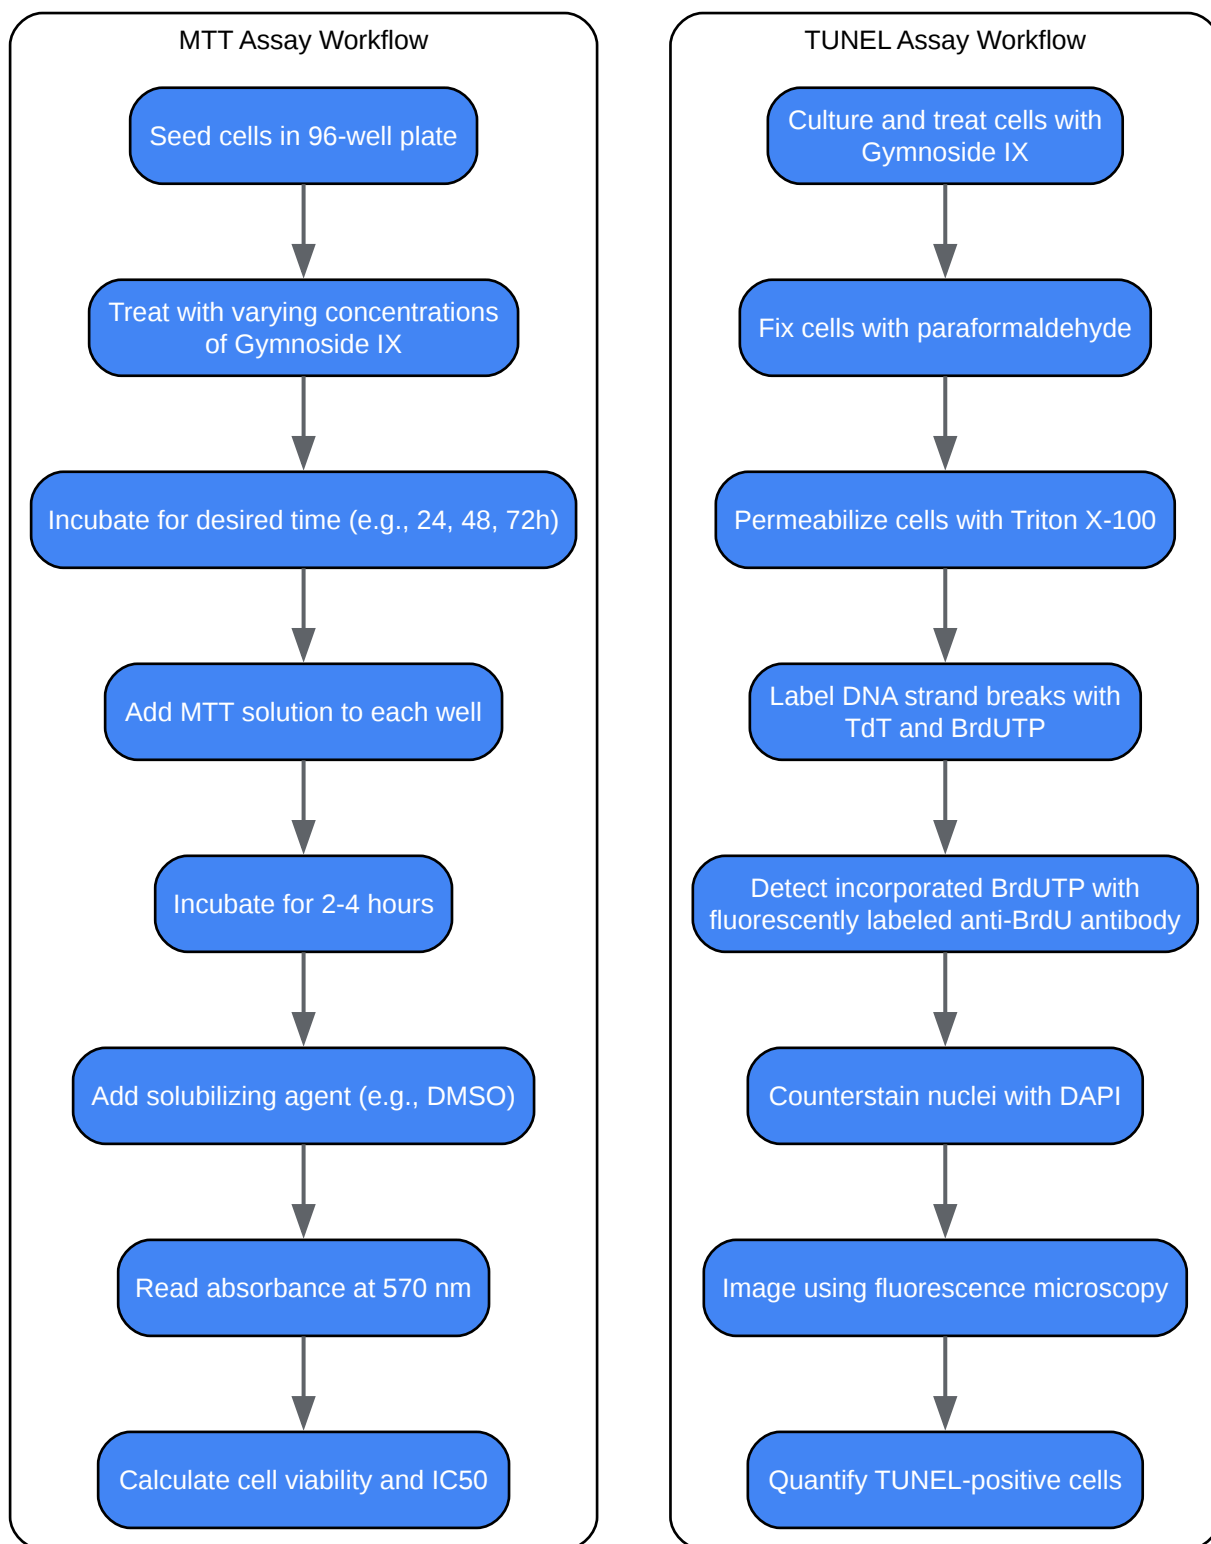 MTT Assay Workflow
Seed cells in 96-well plate
Treat with varying concentrations
of Gymnoside IX
Incubate for desired time (e.g., 24, 48, 72h)
Add MTT solution to each well
Incubate for 2-4 hours
Add solubilizing agent (e.g., DMSO)
Read absorbance at 570 nm
Calculate cell viability and IC50
TUNEL Assay Workflow
Culture and treat cells with
Gymnoside IX
Fix cells with paraformaldehyde
Permeabilize cells with Triton X-100
Label DNA strand breaks with
TdT and BrdUTP
Detect incorporated BrdUTP with
fluorescently labeled anti-BrdU antibody
Counterstain nuclei with DAPI
Image using fluorescence microscopy
Quantify TUNEL-positive cells